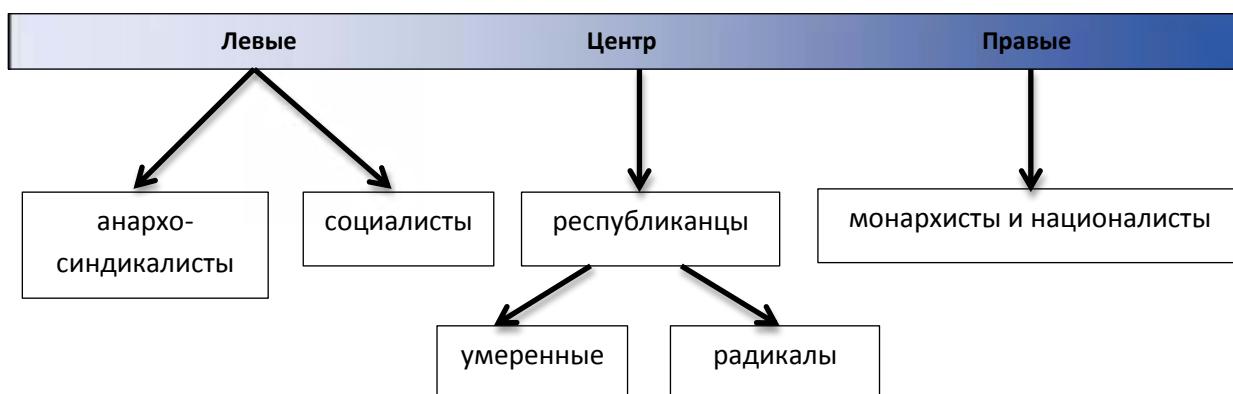 Левые Центр Правые
анархо-
синдикалисты
социалисты
республиканцы
монархисты и националисты
умеренные
радикалы